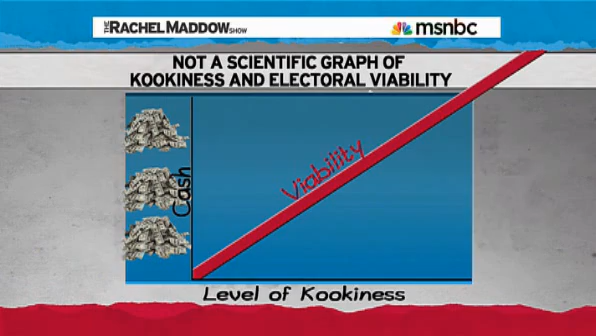 THE RACHEL MADDOW SHOW
msnbc
NOT A SCIENTIFIC GRAPH OF
KOOKINESS AND ELECTORAL VIABILITY
Cash
Viability
Level of Kookiness